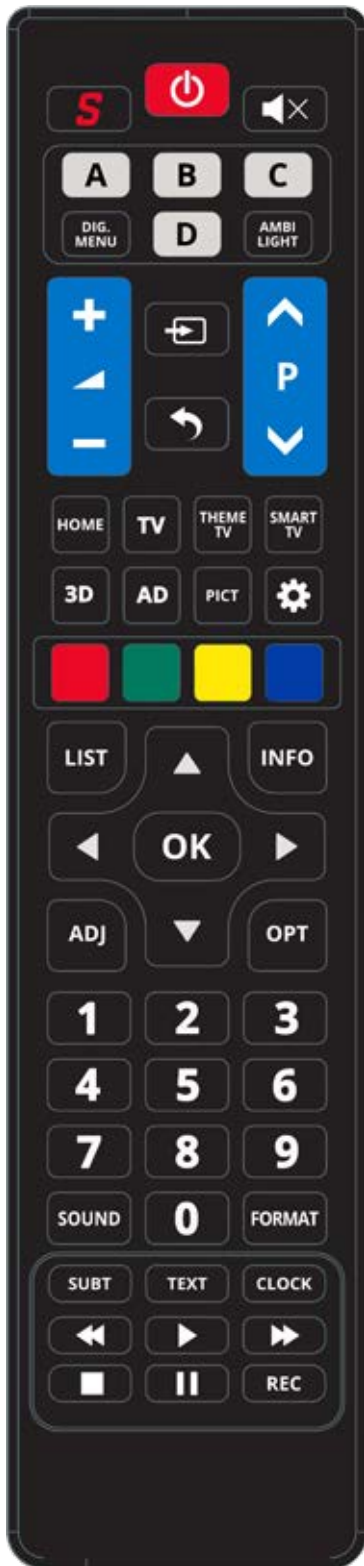 S
A B C
DIG. MENU D AMBI LIGHT
P
HOME TV THEME TV SMART TV
3D AD PICT
LIST INFO
OK
ADJ OPT
1 2 3
4 5 6
7 8 9
SOUND 0 FORMAT
SUBT TEXT CLOCK
REC